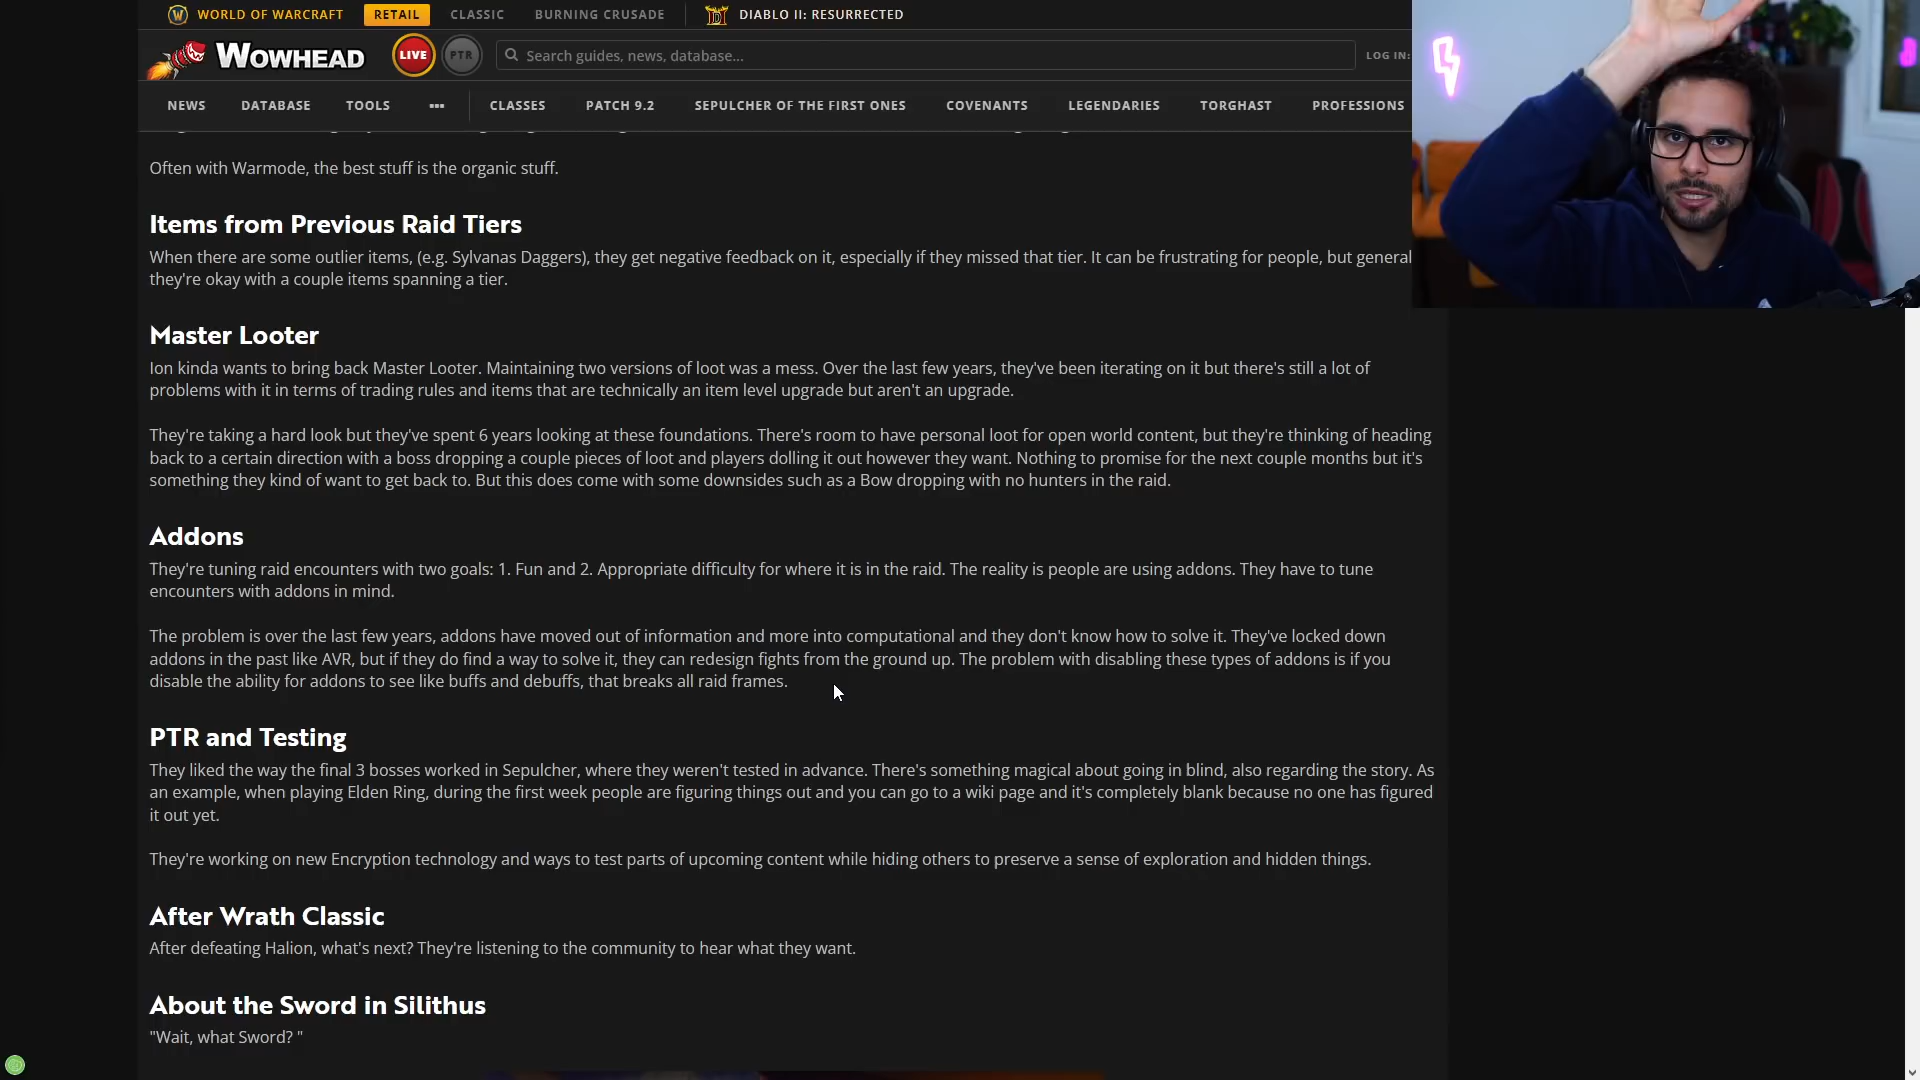 WORLD OF WARCRAFT RETAIL CLASSIC BURNING CRUSADE DIABLO II: RESURRECTED
WOWHEAD LIVE PTR Search guides, news, database... LOG IN:
NEWS DATABASE TOOLS ••• CLASSES PATCH 9.2 SEPULCHER OF THE FIRST ONES COVENANTS LEGENDARIES TORGHAST PROFESSIONS
Often with Warmode, the best stuff is the organic stuff.
Items from Previous Raid Tiers
When there are some outlier items, (e.g. Sylvanas Daggers), they get negative feedback on it, especially if they missed that tier. It can be frustrating for people, but general
they're okay with a couple items spanning a tier.
Master Looter
Ion kinda wants to bring back Master Looter. Maintaining two versions of loot was a mess. Over the last few years, they've been iterating on it but there's still a lot of
problems with it in terms of trading rules and items that are technically an item level upgrade but aren't an upgrade.
They're taking a hard look but they've spent 6 years looking at these foundations. There's room to have personal loot for open world content, but they're thinking of heading
back to a certain direction with a boss dropping a couple pieces of loot and players dolling it out however they want. Nothing to promise for the next couple months but it's
something they kind of want to get back to. But this does come with some downsides such as a Bow dropping with no hunters in the raid.
Addons
They're tuning raid encounters with two goals: 1. Fun and 2. Appropriate difficulty for where it is in the raid. The reality is people are using addons. They have to tune
encounters with addons in mind.
The problem is over the last few years, addons have moved out of information and more into computational and they don't know how to solve it. They've locked down
addons in the past like AVR, but if they do find a way to solve it, they can redesign fights from the ground up. The problem with disabling these types of addons is if you
disable the ability for addons to see like buffs and debuffs, that breaks all raid frames.
PTR and Testing
They liked the way the final 3 bosses worked in Sepulcher, where they weren't tested in advance. There's something magical about going in blind, also regarding the story. As
an example, when playing Elden Ring, during the first week people are figuring things out and you can go to a wiki page and it's completely blank because no one has figured
it out yet.
They're working on new Encryption technology and ways to test parts of upcoming content while hiding others to preserve a sense of exploration and hidden things.
After Wrath Classic
After defeating Halion, what's next? They're listening to the community to hear what they want.
About the Sword in Silithus
"Wait, what Sword? "